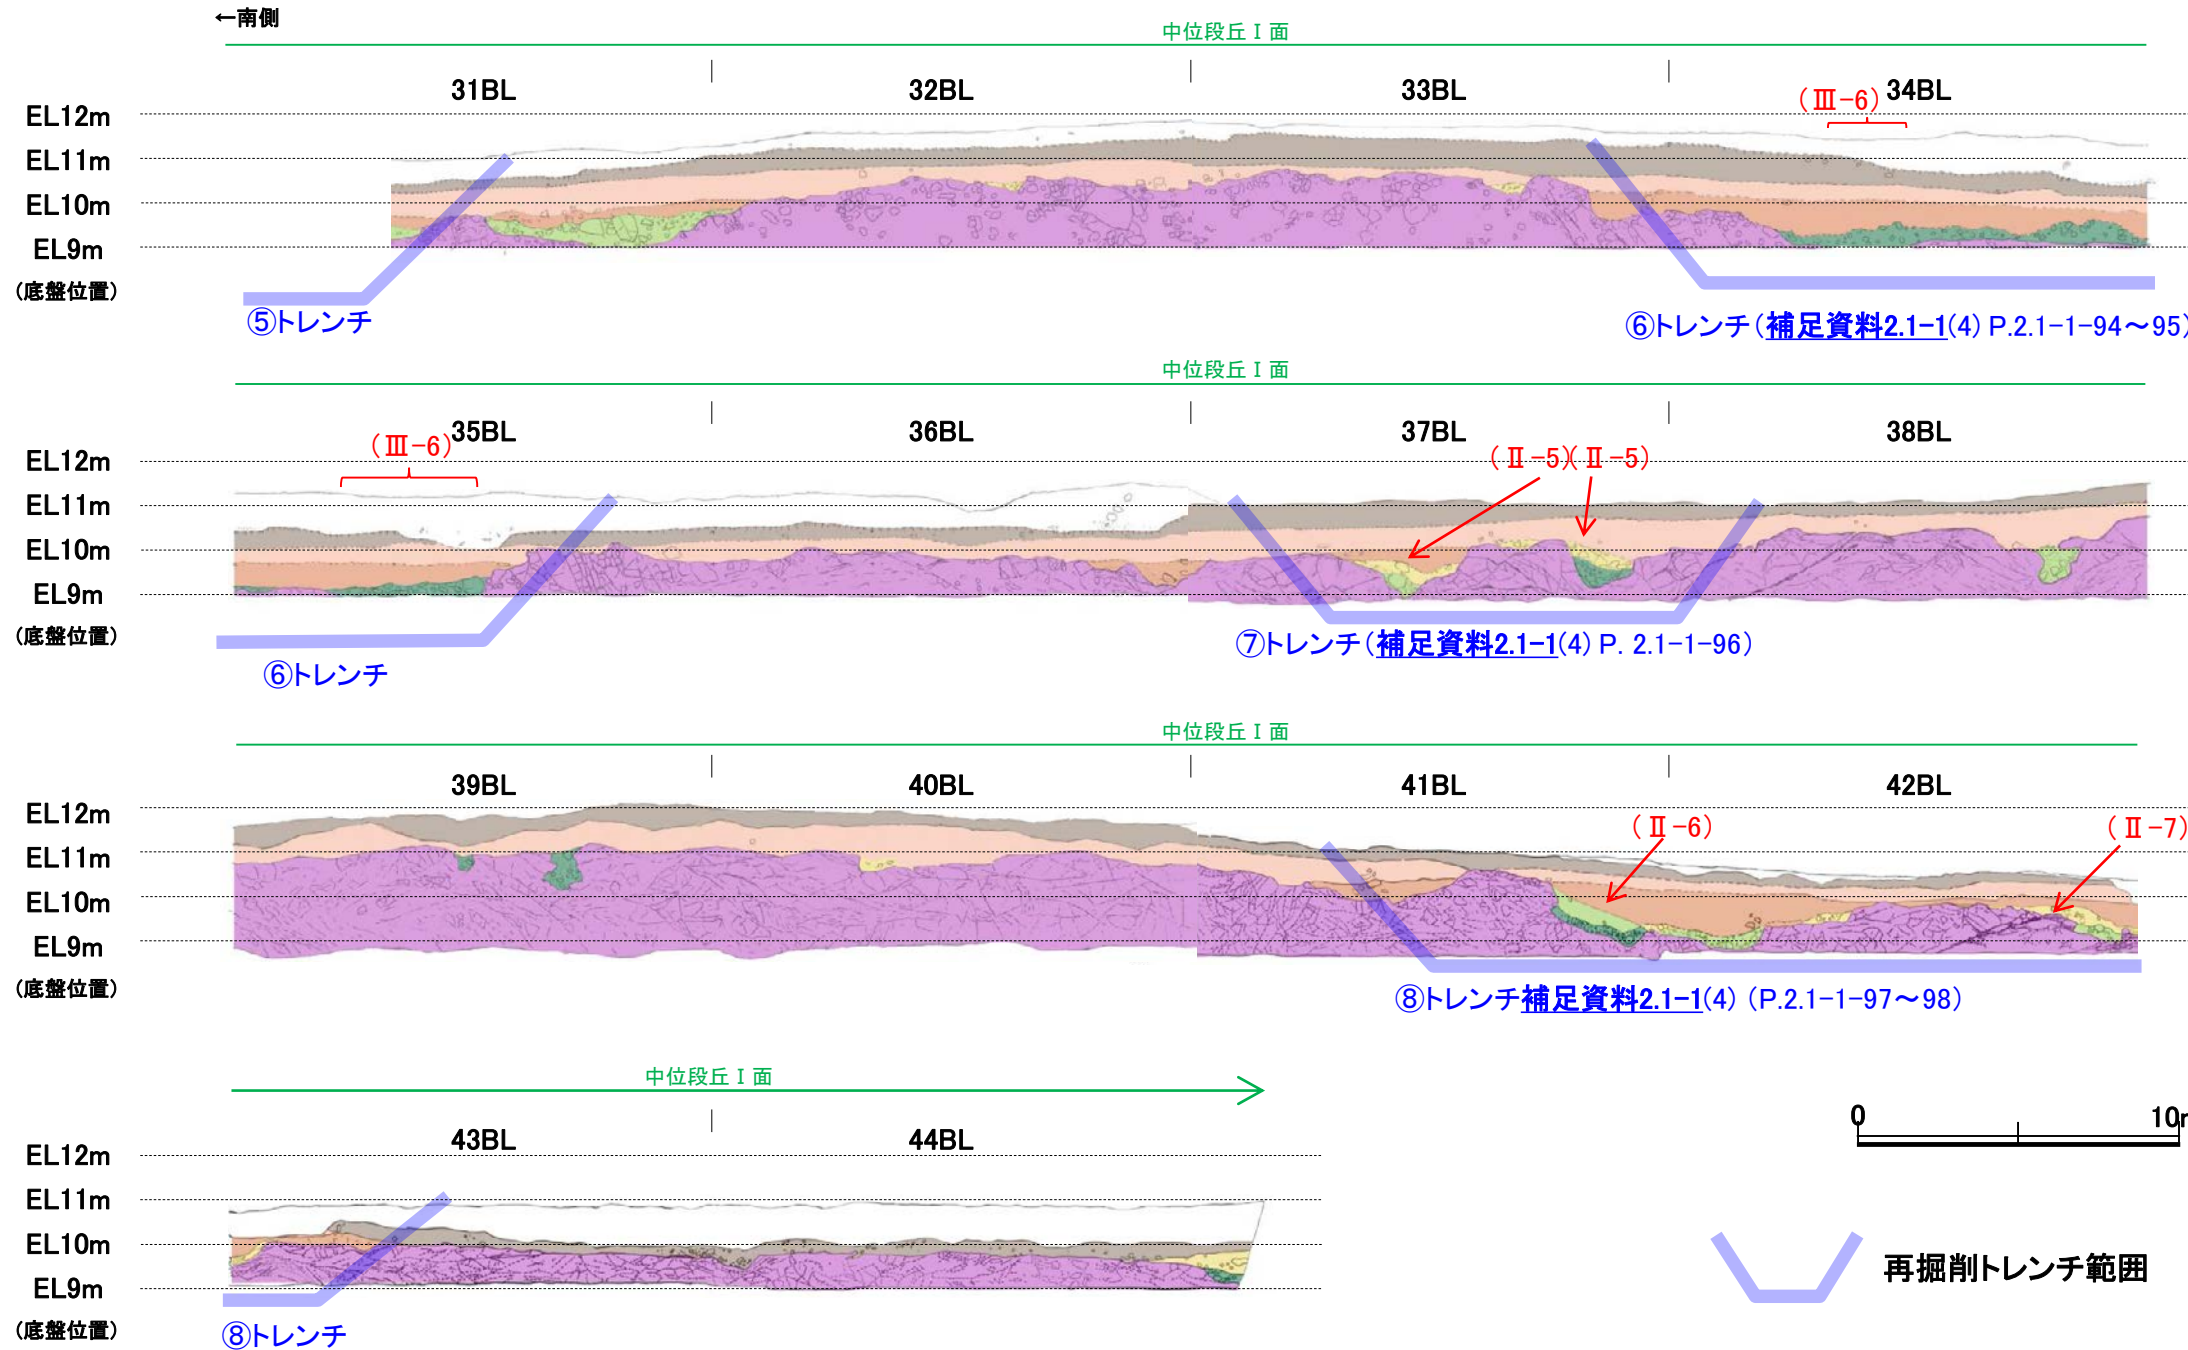 ←南側
中位段丘Ⅰ面
31BL 32BL 33BL 34BL
(Ⅲ-6)
EL12m
EL11m
EL10m
EL9m
(底盤位置)
⑤トレンチ
⑥トレンチ(補足資料2.1-1(4) P.2.1-1-94～95)
中位段丘Ⅰ面
35BL 36BL 37BL 38BL
(Ⅲ-6)
(Ⅱ-5)(Ⅱ-5)
EL12m
EL11m
EL10m
EL9m
(底盤位置)
⑥トレンチ
⑦トレンチ(補足資料2.1-1(4) P. 2.1-1-96)
中位段丘Ⅰ面
39BL 40BL 41BL 42BL
(Ⅱ-6) (Ⅱ-7)
EL12m
EL11m
EL10m
EL9m
(底盤位置)
⑧トレンチ補足資料2.1-1(4) (P.2.1-1-97～98)
中位段丘Ⅰ面
43BL 44BL
EL12m
EL11m
EL10m
EL9m
(底盤位置)
⑧トレンチ
0 10m
再掘削トレンチ範囲